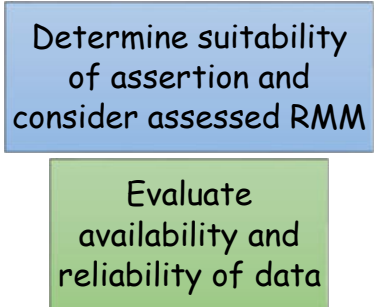 Determine suitability
of assertion and
consider assessed RMM
Evaluate
availability and
reliability of data